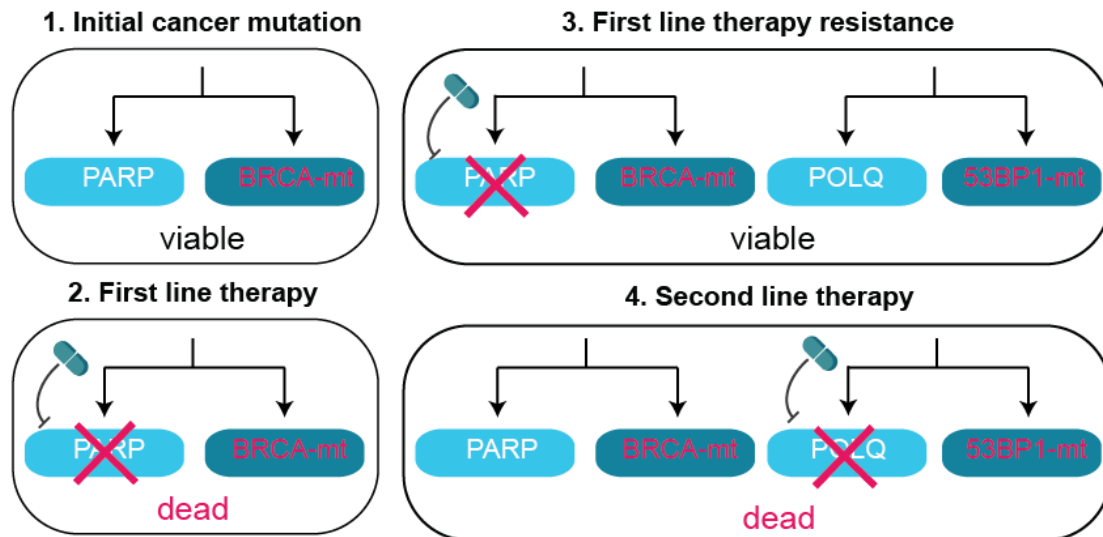 1. Initial cancer mutation
PARP BRCA-mt
viable
2. First line therapy
PARP BRCA-mt
dead
3. First line therapy resistance
PARP BRCA-mt POLQ 53BP1-mt
viable
4. Second line therapy
PARP BRCA-mt POLQ 53BP1-mt
dead